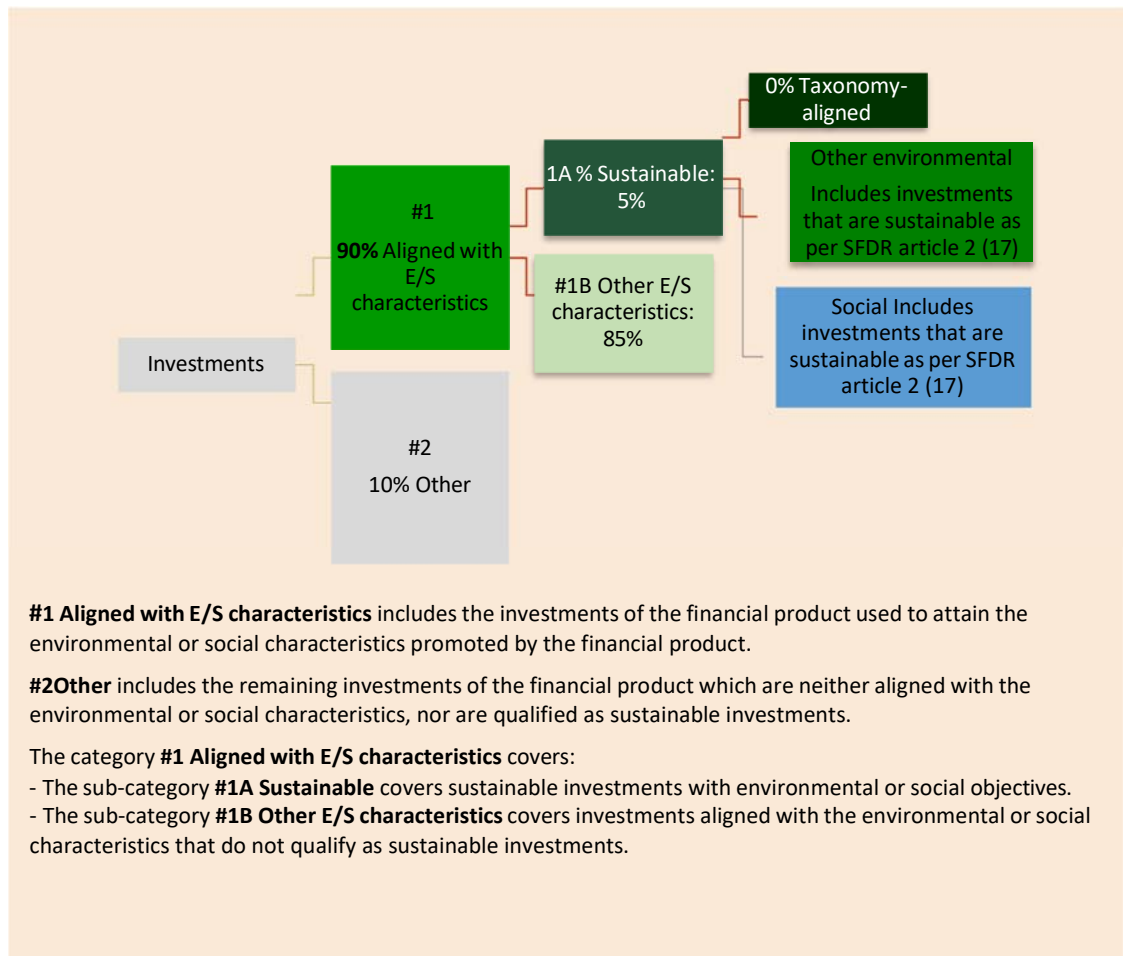 0% Taxonomy-
aligned
Other environmental
Includes investments
that are sustainable as
per SFDR article 2 (17)
1A % Sustainable:
5%
#1
90% Aligned with
E/S
characteristics
#1B Other E/S
characteristics:
85%
Social Includes
investments that are
sustainable as per SFDR
article 2 (17)
Investments
#2
10% Other
#1 Aligned with E/S characteristics includes the investments of the financial product used to attain the
environmental or social characteristics promoted by the financial product.
#2Other includes the remaining investments of the financial product which are neither aligned with the
environmental or social characteristics, nor are qualified as sustainable investments.
The category #1 Aligned with E/S characteristics covers:
- The sub-category #1A Sustainable covers sustainable investments with environmental or social objectives.
- The sub-category #1B Other E/S characteristics covers investments aligned with the environmental or social
characteristics that do not qualify as sustainable investments.